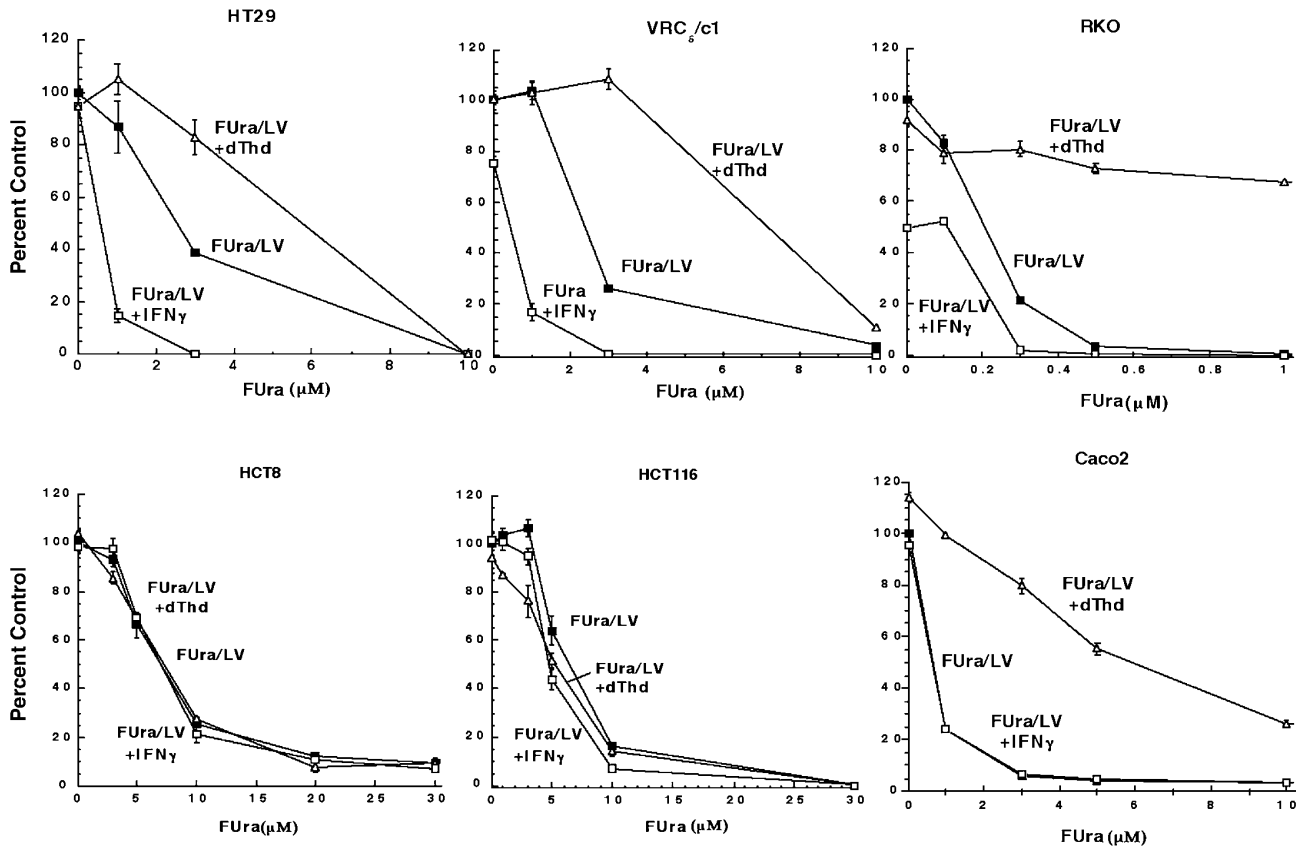 HT29
VRC₅/c1
RKO
Percent Control
120
100
80
60
40
20
0
FUra/LV
+dThd
FUra/LV
FUra/LV
+IFNγ
0 2 4 6 8 10
FUra (μM)
120
100
80
60
40
20
0
FUra/LV
+dThd
FUra/LV
FUra
+IFNγ
0 2 4 6 8 10
FUra (μM)
120
100
80
60
40
20
0
FUra/LV
+dThd
FUra/LV
FUra/LV
+IFNγ
0 0.2 0.4 0.6 0.8 1
FUra(μM)
HCT8
HCT116
Caco2
Percent Control
120
100
80
60
40
20
0
FUra/LV
+dThd
FUra/LV
FUra/LV
+IFNγ
0 5 10 15 20 25 30
FUra(μM)
120
100
80
60
40
20
0
FUra/LV
FUra/LV
+dThd
FUra/LV
+IFNγ
0 5 10 15 20 25 30
FUra (μM)
120
100
80
60
40
20
0
FUra/LV
+dThd
FUra/LV
FUra/LV
+IFNγ
0 2 4 6 8 10
FUra (μM)